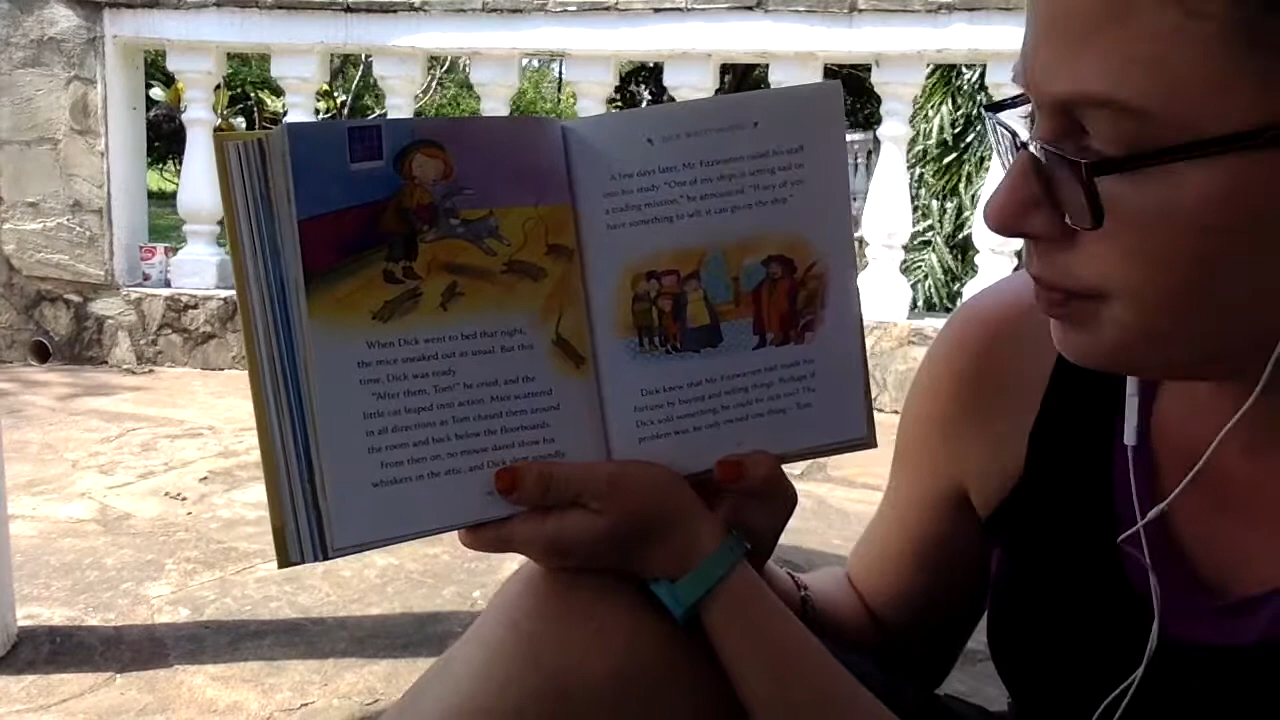 When Dick went to bed that night,
the mice sneaked out as usual. But this
time, Dick was ready.
"After them, Tom!" he cried, and the
little cat leaped into action. Mice scattered
in all directions as Tom chased them around
the room and back below the floorboards.
From then on, no mouse dared show his
whiskers in the attic, and Dick slept soundly.
DICK WHITTINGTON
A few days later, Mr. Fitzwarren called his staff
into his study. "One of my ships is setting sail on
a trading mission," he announced. "If any of you
have something to sell, it can go on the ship."
Dick knew that Mr. Fitzwarren had made his
fortune by buying and selling things. Perhaps if
Dick sold something, he could be rich too? The
problem was, he only owned one thing – Tom.